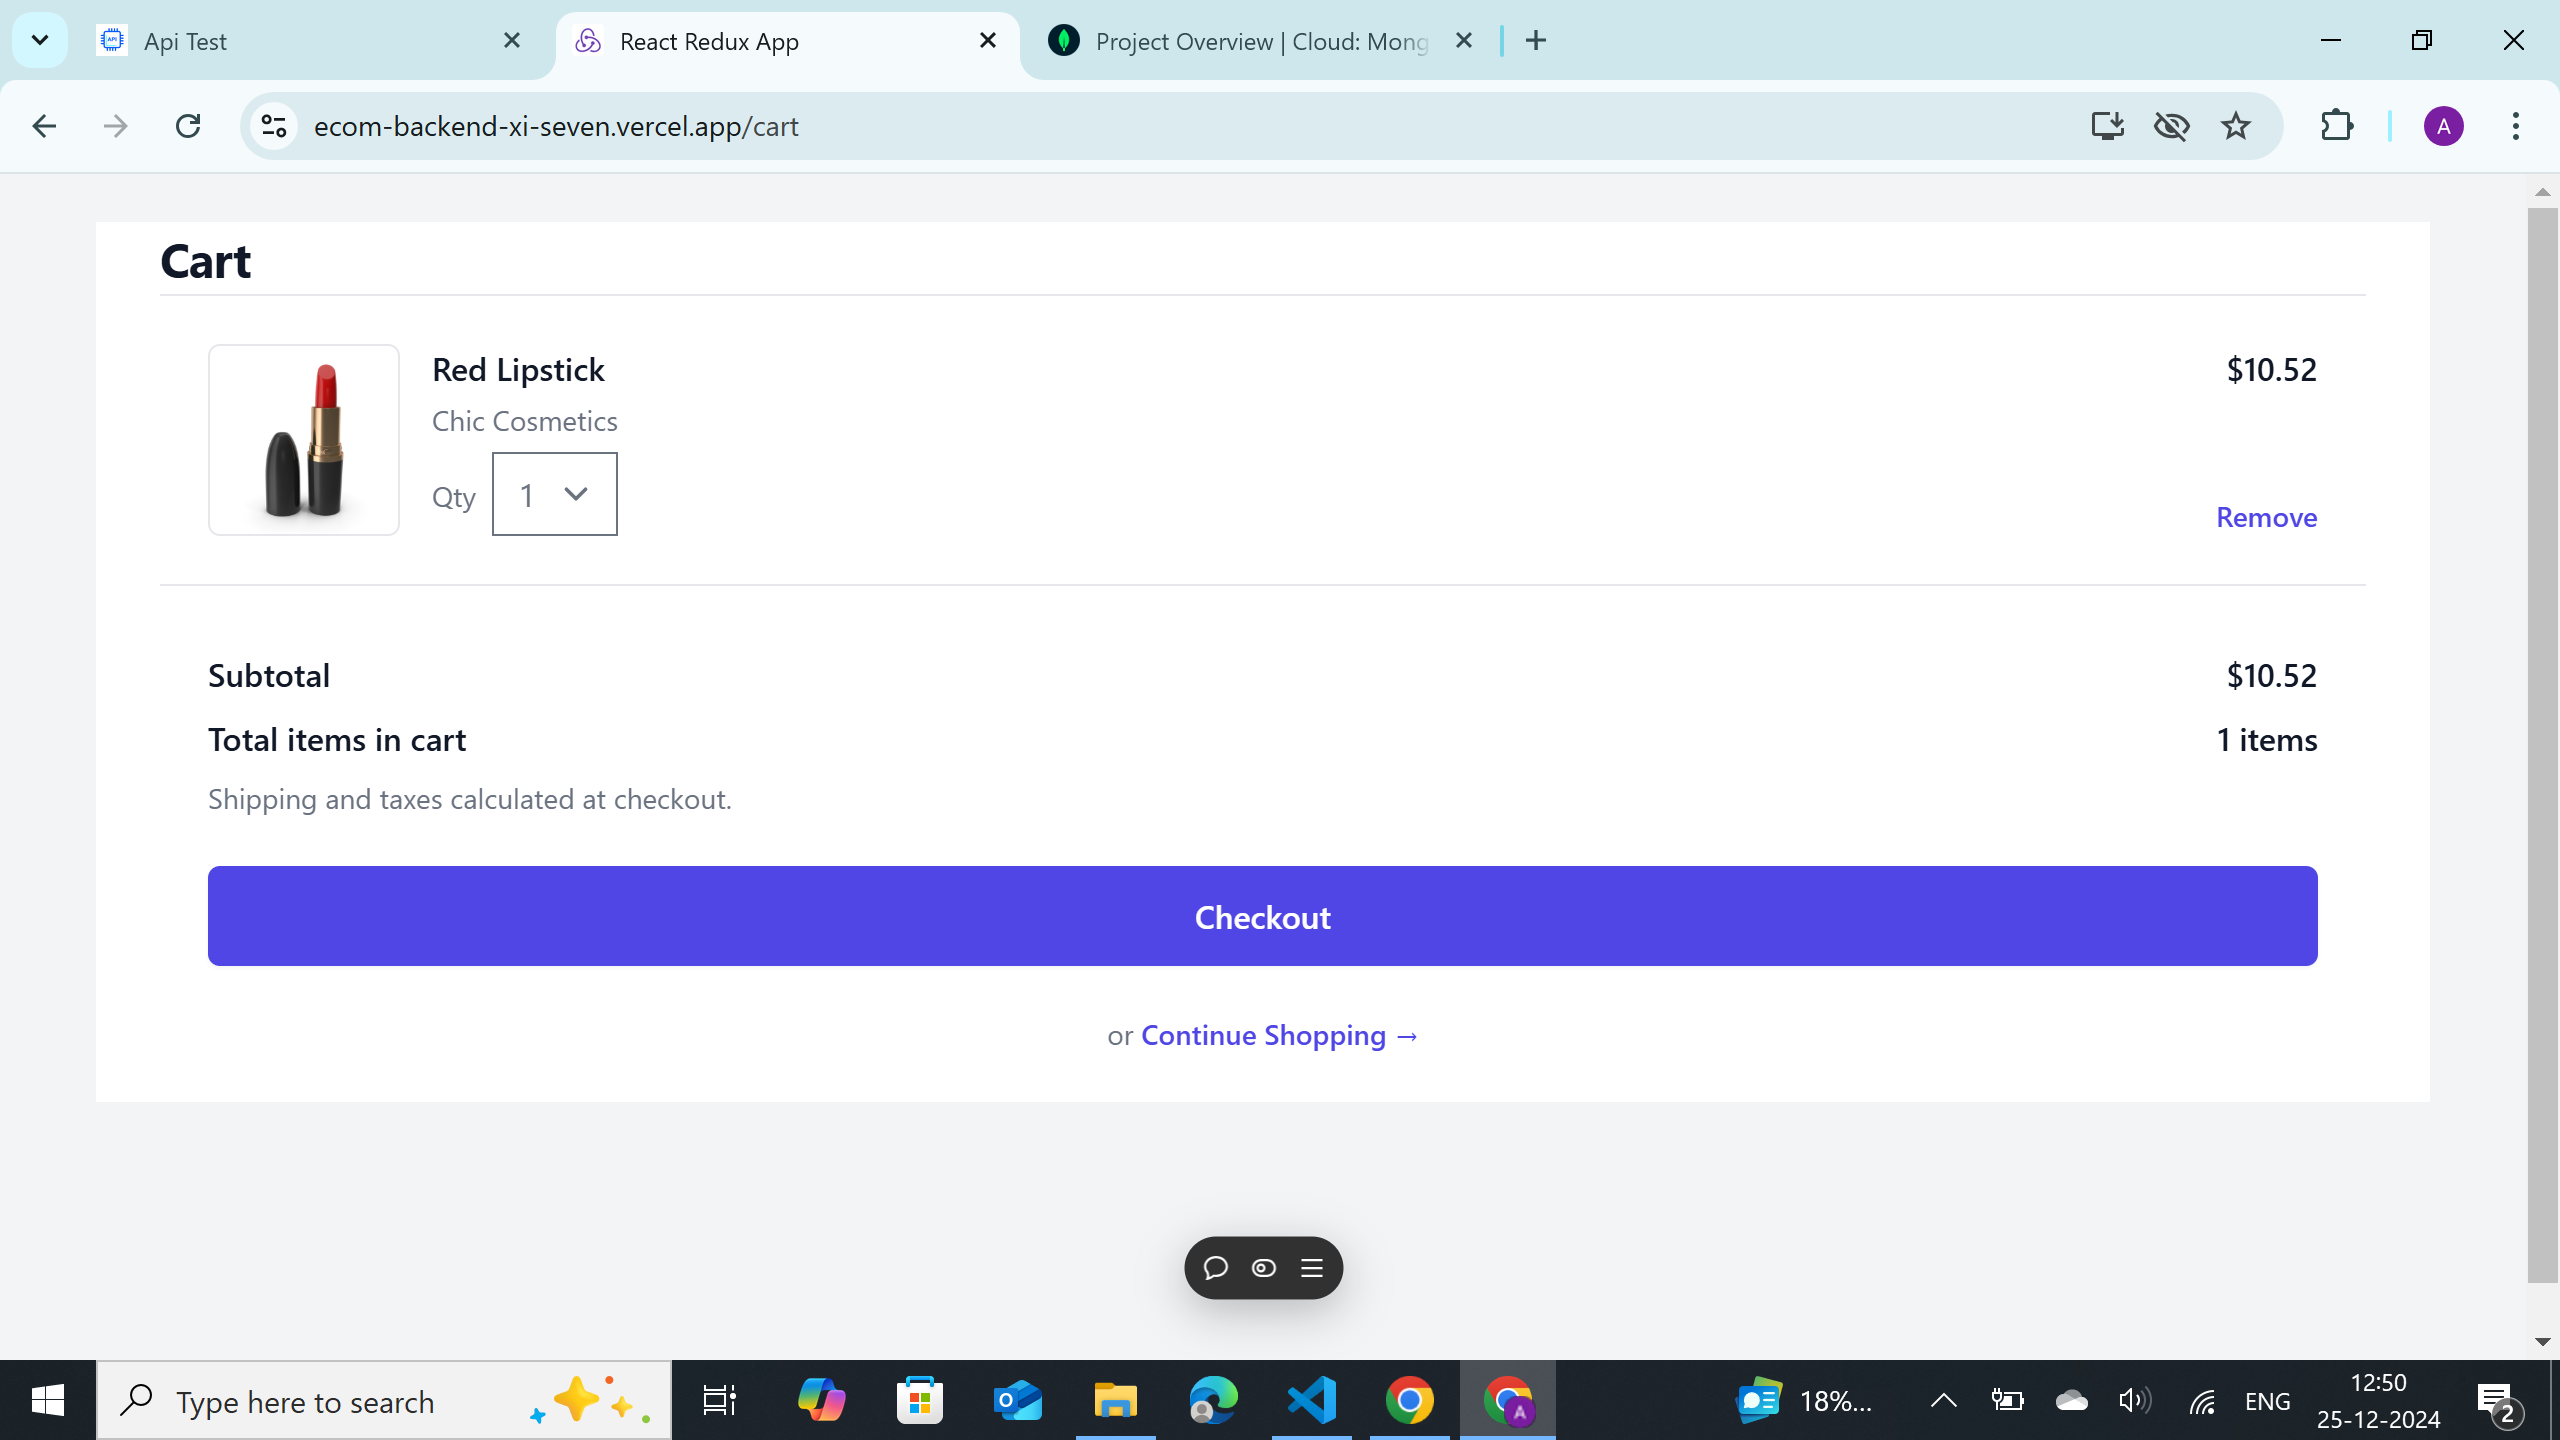 Api Test
React Redux App
Project Overview | Cloud: Mong
ecom-backend-xi-seven.vercel.app/cart
A
Cart
Red Lipstick
$10.52
Chic Cosmetics
Qty 1
Remove
Subtotal
$10.52
Total items in cart
1 items
Shipping and taxes calculated at checkout.
Checkout
or Continue Shopping →
Type here to search
18%...
ENG
12:50
25-12-2024
2